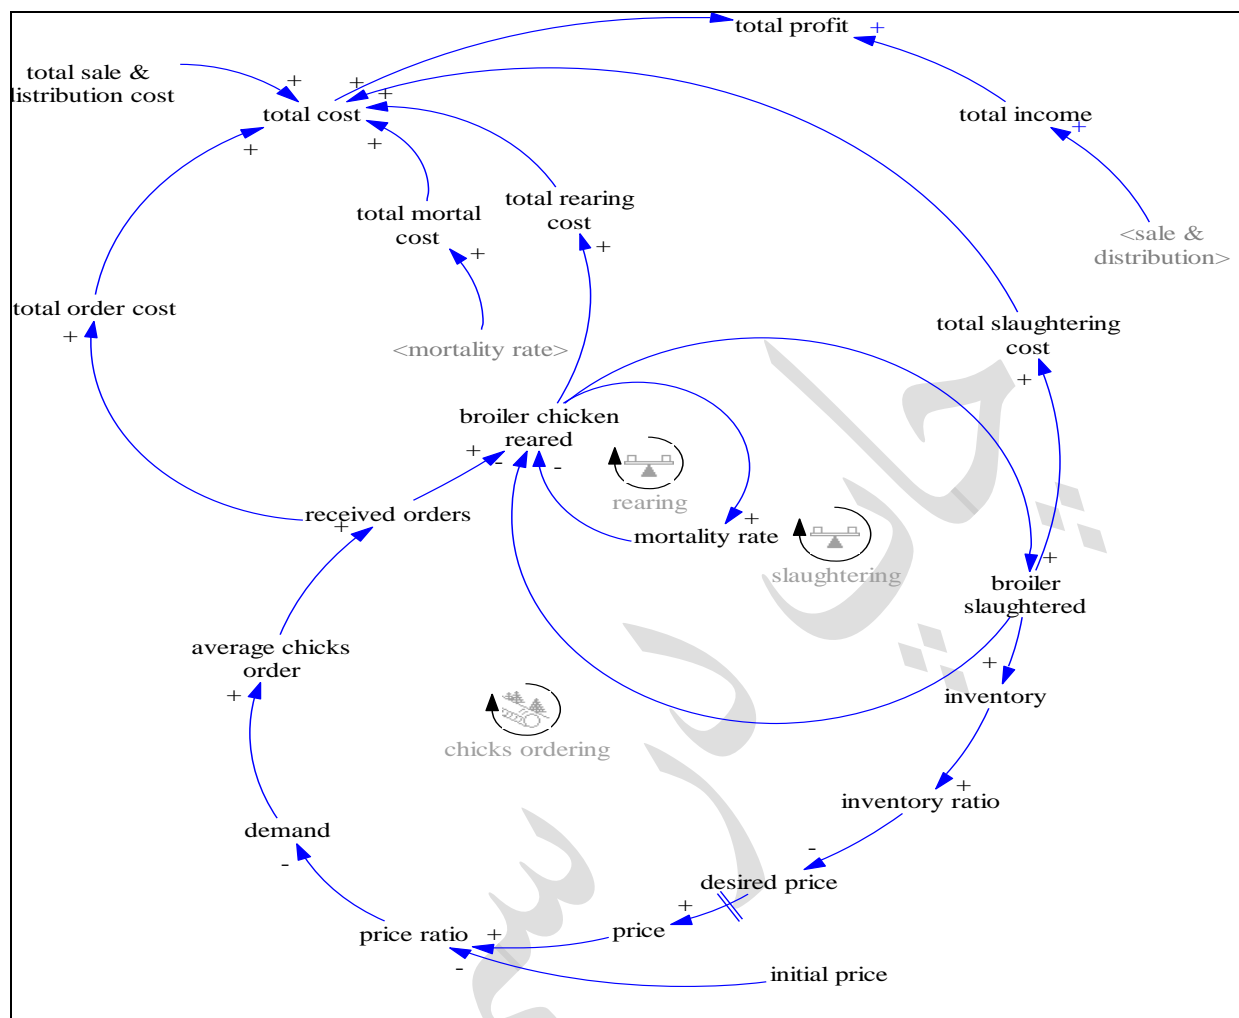 total profit
total sale &
distribution cost
total cost
total income
total mortal
cost
total rearing
cost
<sale &
distribution>
total order cost
<mortality rate>
total slaughtering
cost
broiler chicken
reared
rearing
received orders
mortality rate
slaughtering
broiler
slaughtered
average chicks
order
inventory
chicks ordering
inventory ratio
demand
desired price
price ratio
price
initial price